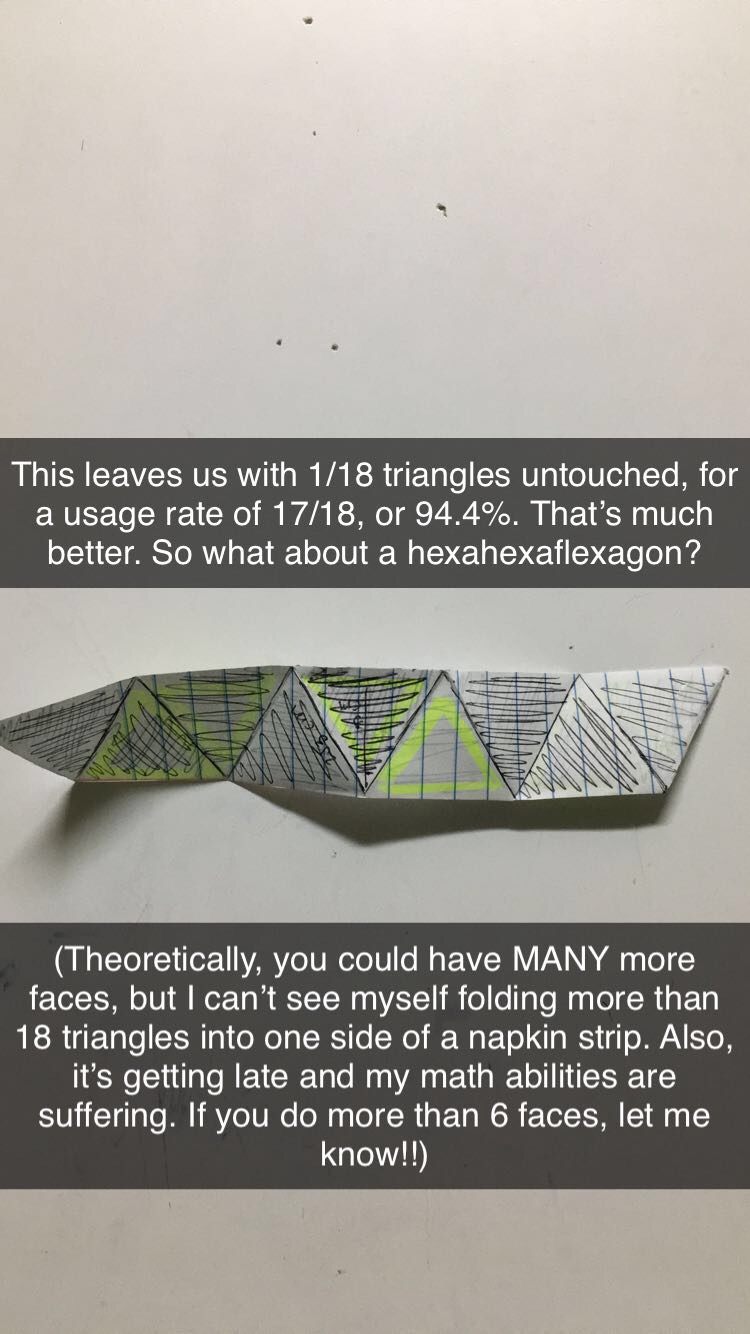 This leaves us with 1/18 triangles untouched, for
a usage rate of 17/18, or 94.4%. That’s much
better. So what about a hexahexaflexagon?
(Theoretically, you could have MANY more
faces, but I can’t see myself folding more than
18 triangles into one side of a napkin strip. Also,
it’s getting late and my math abilities are
suffering. If you do more than 6 faces, let me
know!!)